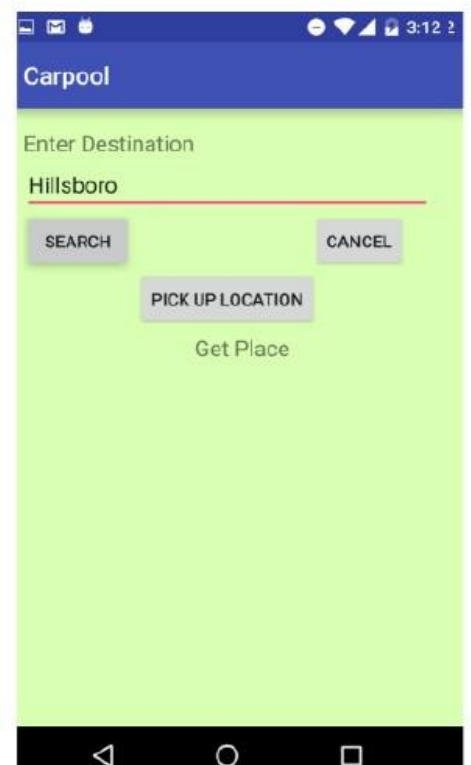 3:12
Carpool
Enter Destination
Hillsboro
SEARCH
CANCEL
PICK UP LOCATION
Get Place